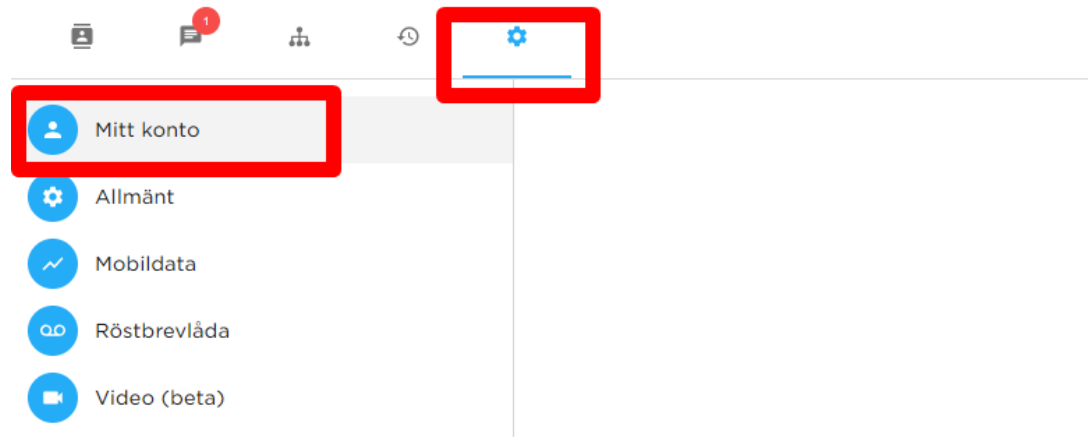 1
Mitt konto
Allmänt
Mobildata
Röstbrevlåda
Video (beta)